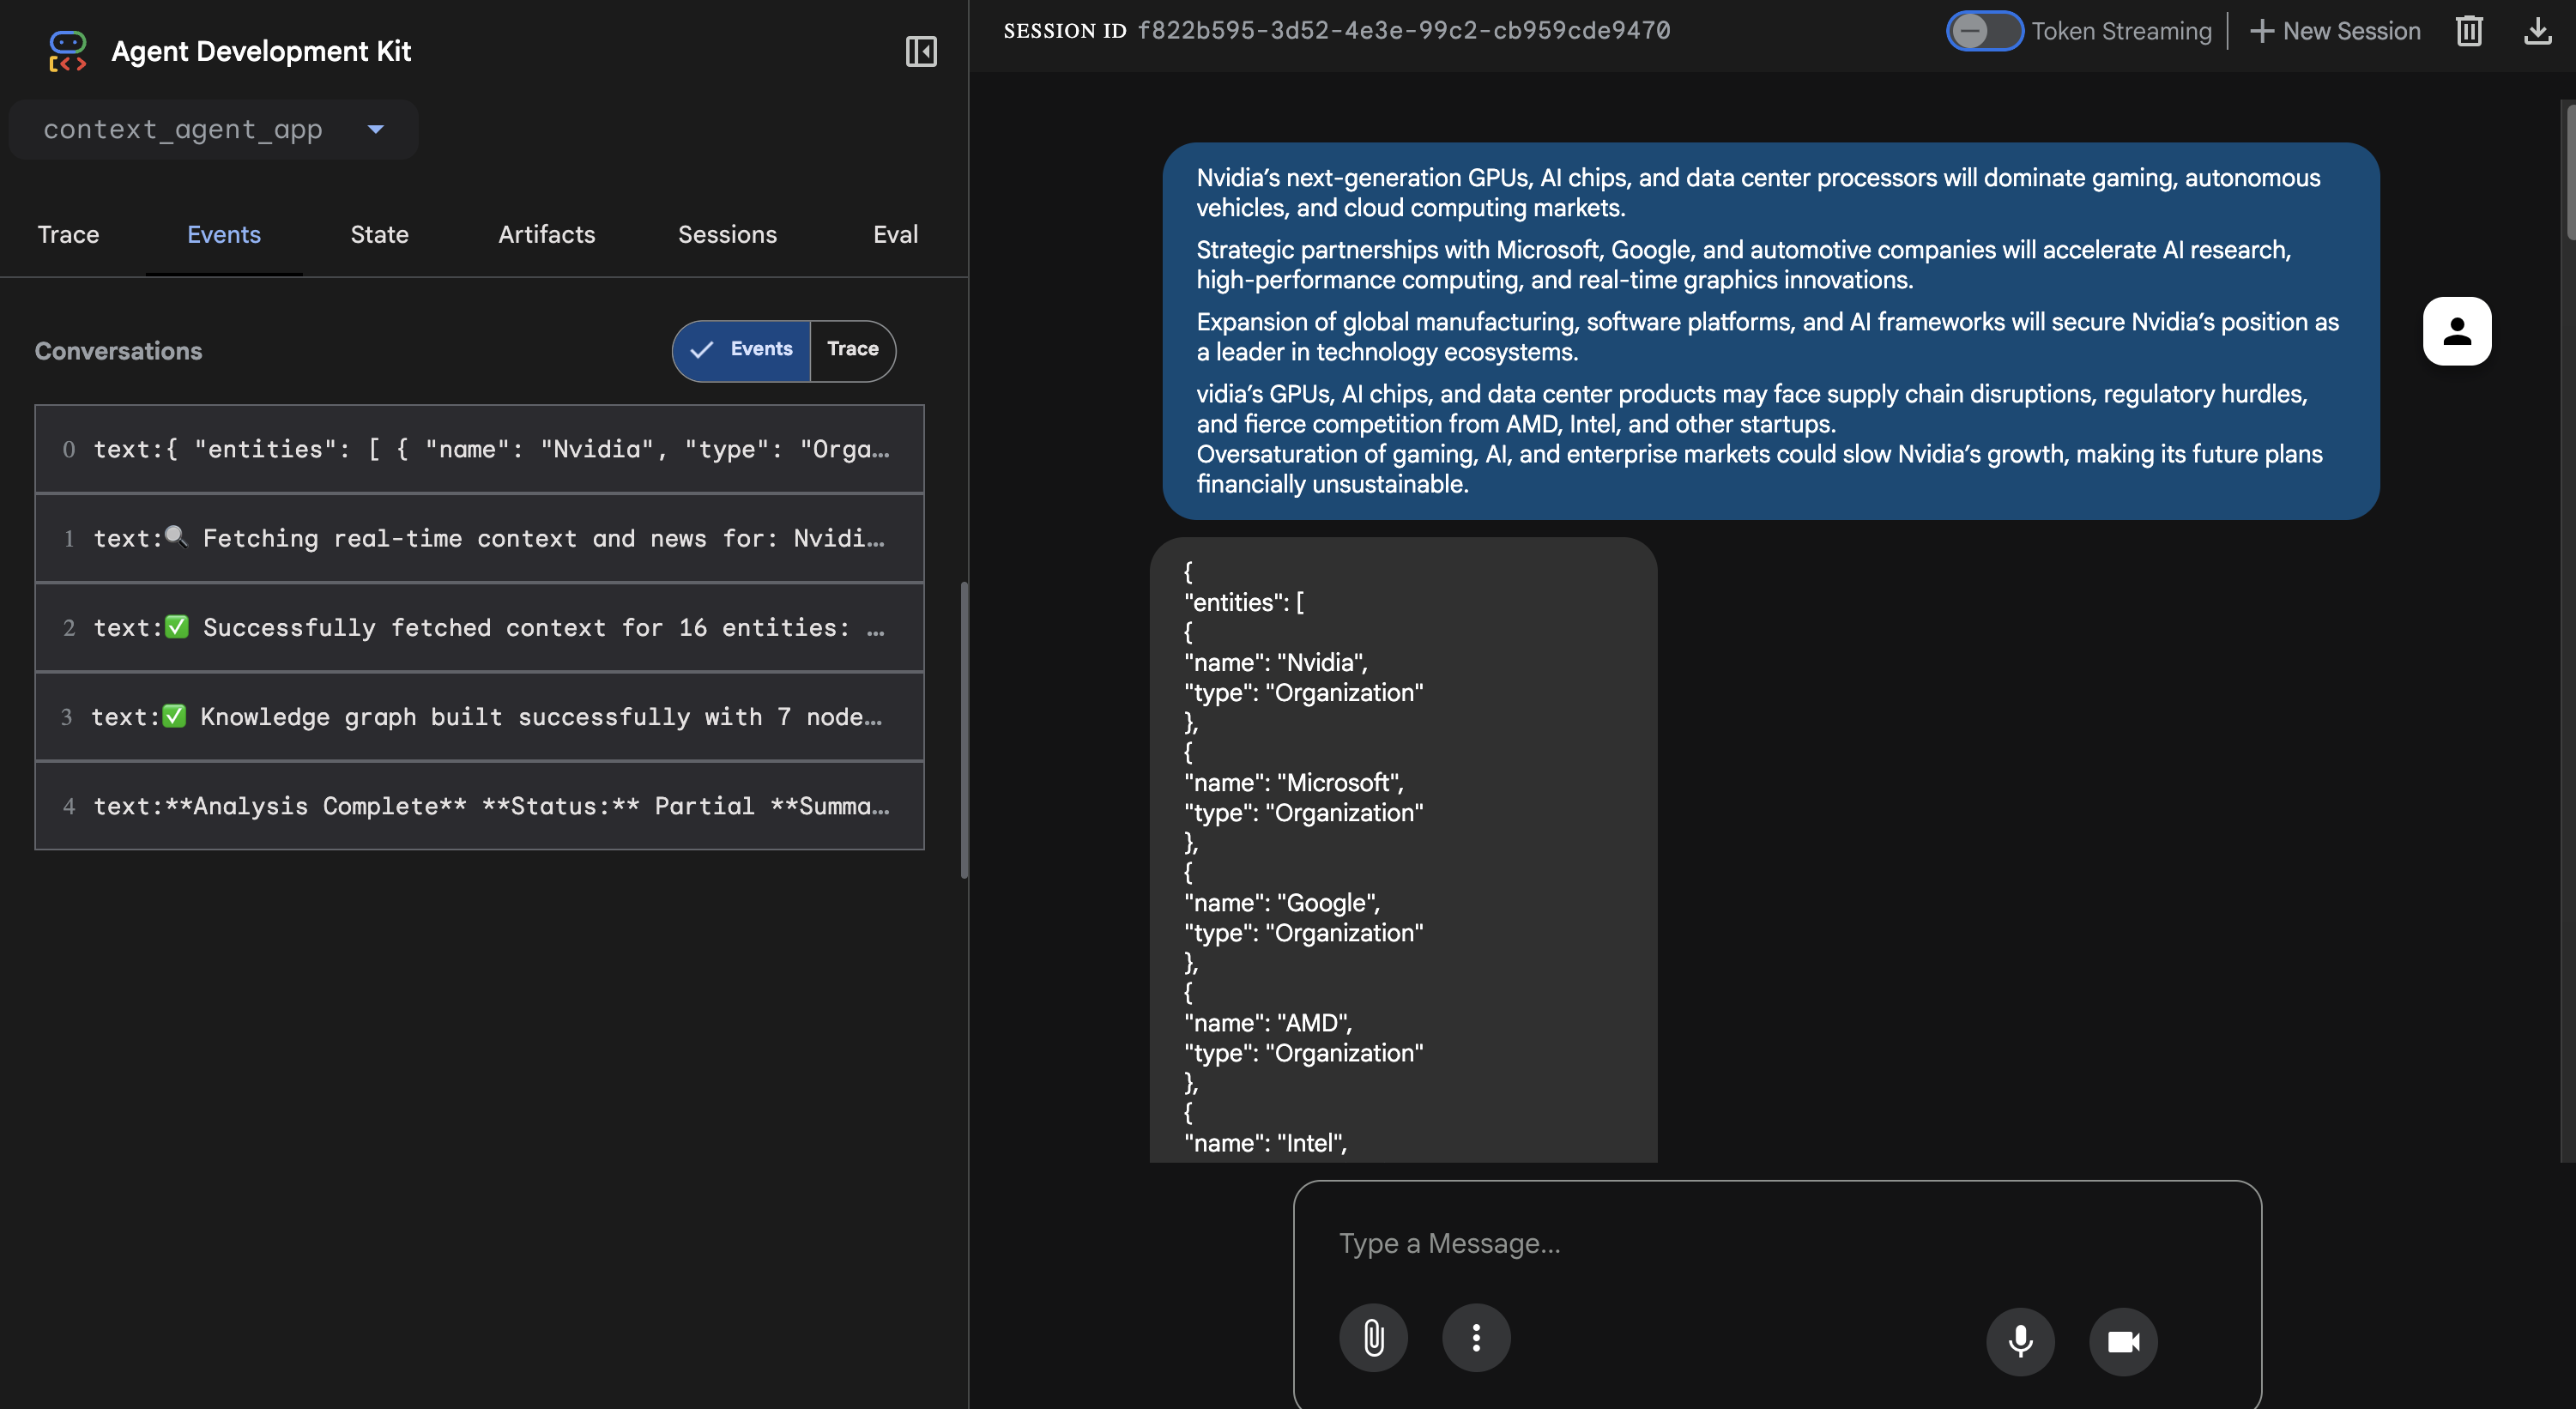 Agent Development Kit
context_agent_app
Trace
Events
State
Artifacts
Sessions
Eval
Conversations
Events
Trace
0 text:{ "entities": [ { "name": "Nvidia", "type": "Orga…
1 text:🔍 Fetching real-time context and news for: Nvidi…
2 text:✅ Successfully fetched context for 16 entities: …
3 text:✅ Knowledge graph built successfully with 7 node…
4 text:**Analysis Complete** **Status:** Partial **Summa…
SESSION ID f822b595-3d52-4e3e-99c2-cb959cde9470
Token Streaming
New Session
Nvidia’s next-generation GPUs, AI chips, and data center processors will dominate gaming, autonomous
vehicles, and cloud computing markets.
Strategic partnerships with Microsoft, Google, and automotive companies will accelerate AI research,
high-performance computing, and real-time graphics innovations.
Expansion of global manufacturing, software platforms, and AI frameworks will secure Nvidia’s position as
a leader in technology ecosystems.
vidia’s GPUs, AI chips, and data center products may face supply chain disruptions, regulatory hurdles,
and fierce competition from AMD, Intel, and other startups.
Oversaturation of gaming, AI, and enterprise markets could slow Nvidia’s growth, making its future plans
financially unsustainable.
{
"entities": [
{
"name": "Nvidia",
"type": "Organization"
},
{
"name": "Microsoft",
"type": "Organization"
},
{
"name": "Google",
"type": "Organization"
},
{
"name": "AMD",
"type": "Organization"
},
{
"name": "Intel",
Type a Message...